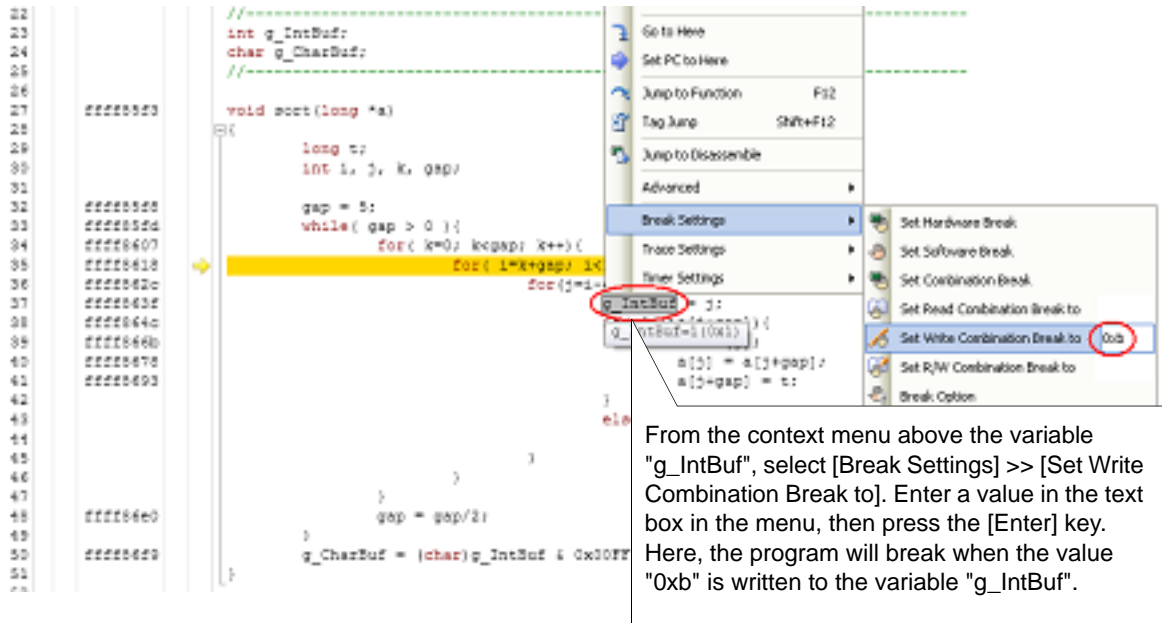 22 //--------------------------------------------------------------
23 int g_IntBuf;
24 char g_CharBuf;
25 //--------------------------------------------------------------
26
27 ffff85f3 void sort(long *a)
28 {
29 long t;
30 int i, j, k, gap;
31
32 ffff85f8 gap = 5;
33 ffff85fd while( gap > 0 ){
34 ffff8607 for( k=0; k<gap; k++){
35 ffff8618 for( i=k+gap; i<
36 ffff862c for(j=i-
37 ffff863f g_IntBuf = j;
38 ffff864c
39 ffff866b
40 ffff8678 a[j] = a[j+gap];
41 ffff8693 a[j+gap] = t;
42 }
43 els
44
45 }
46 }
47 }
48 ffff86e0 gap = gap/2;
49 }
50 ffff86f9 g_CharBuf = (char)g_IntBuf & 0x00FF
51 }
g_IntBuf=1(0x1)
Go to Here
Set PC to Here
Jump to Function F12
Tag Jump Shift+F12
Jump to Disassemble
Advanced
Break Settings
Trace Settings
Timer Settings
Set Hardware Break
Set Software Break
Set Combination Break
Set Read Combination Break to
Set Write Combination Break to 0xb
Set R/W Combination Break to
Break Option
From the context menu above the variable
"g_IntBuf", select [Break Settings] >> [Set Write
Combination Break to]. Enter a value in the text
box in the menu, then press the [Enter] key.
Here, the program will break when the value
"0xb" is written to the variable "g_IntBuf".